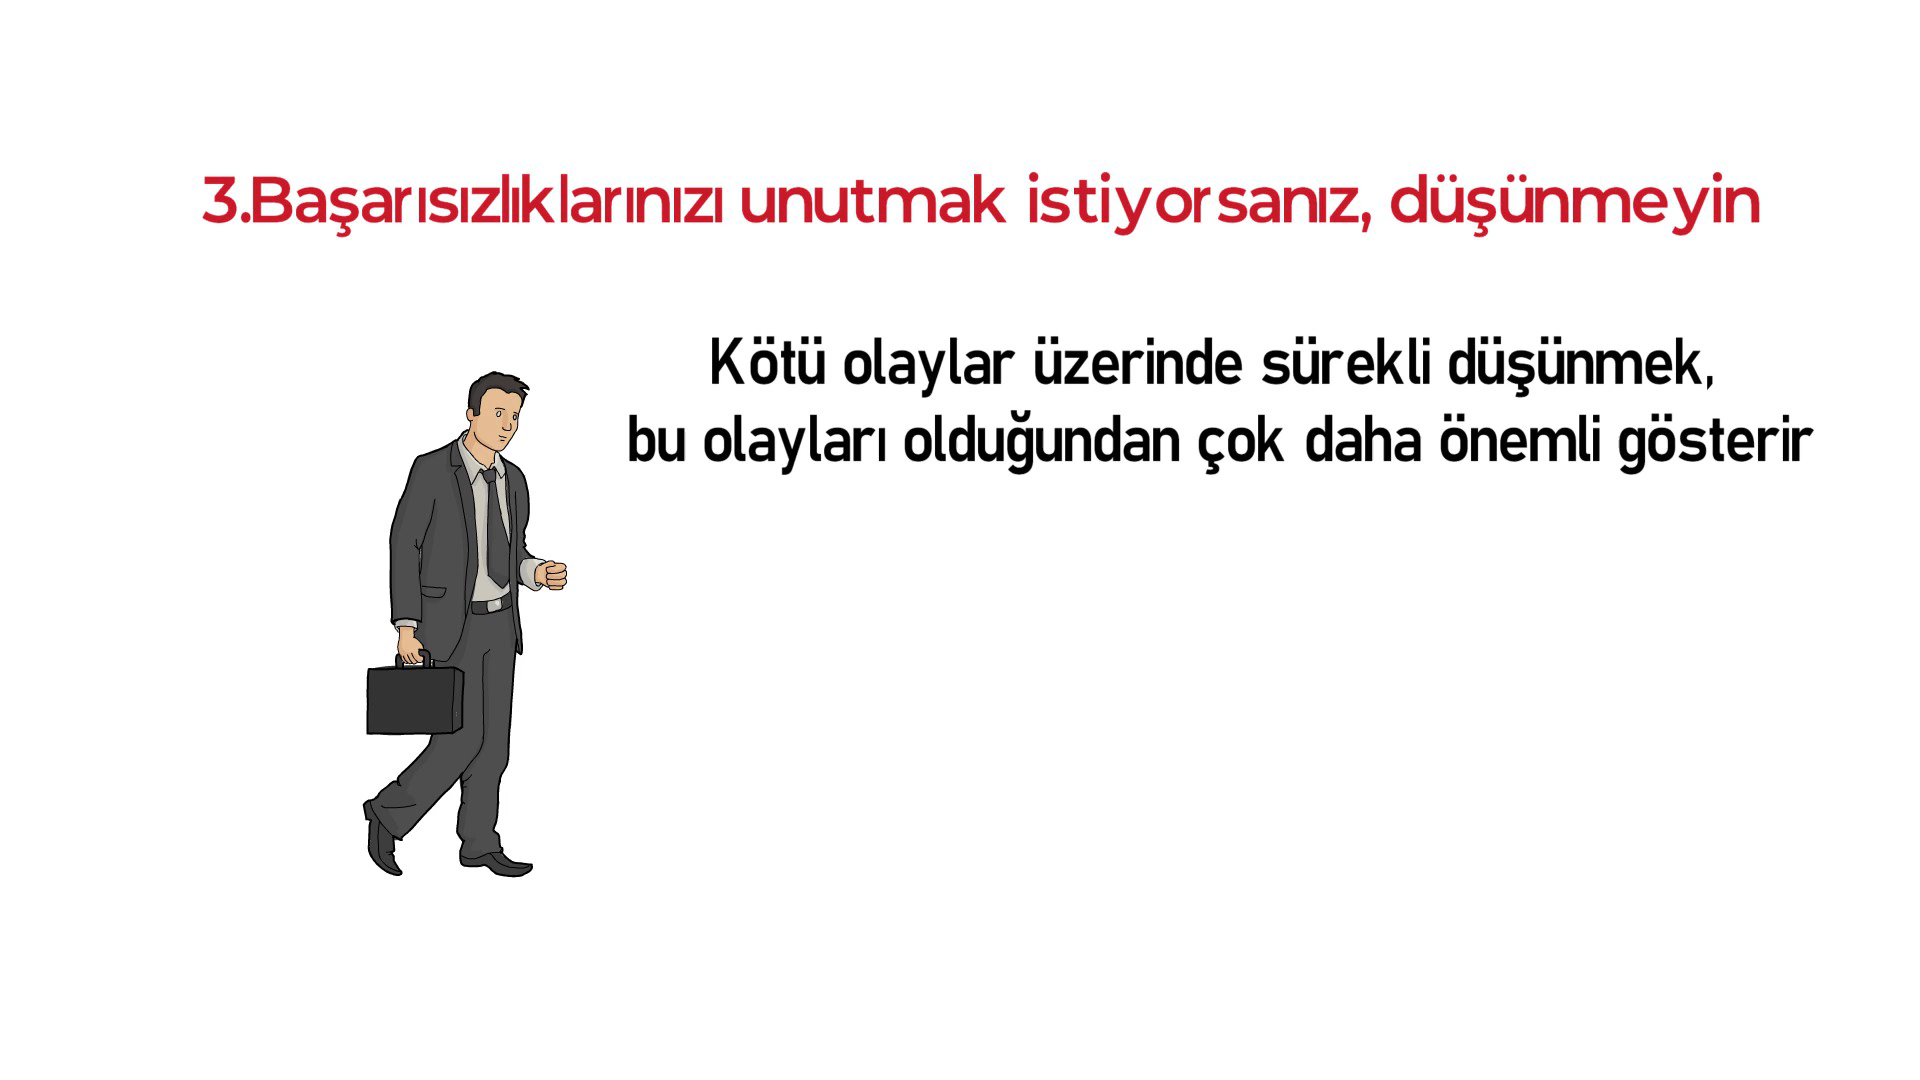 3.Başarısızlıklarınızı unutmak istiyorsanız, düşünmeyin
Kötü olaylar üzerinde sürekli düşünmek,
bu olayları olduğundan çok daha önemli gösterir